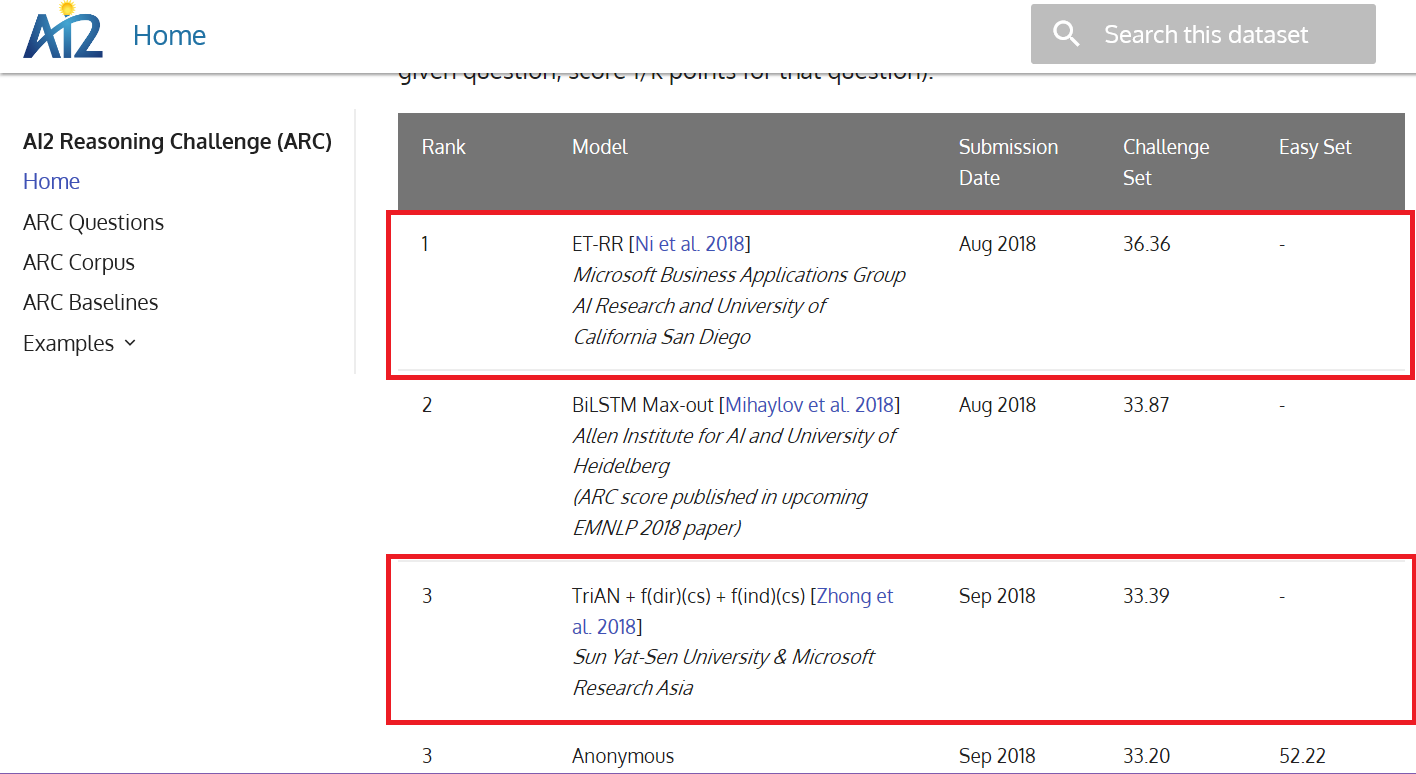 Ai2 Home Search this dataset
given question, score 1/k points for that question).
AI2 Reasoning Challenge (ARC)
Home
ARC Questions
ARC Corpus
ARC Baselines
Examples
Rank Model Submission Date Challenge Set Easy Set
1 ET-RR [Ni et al. 2018] Aug 2018 36.36 -
Microsoft Business Applications Group
AI Research and University of
California San Diego
2 BiLSTM Max-out [Mihaylov et al. 2018] Aug 2018 33.87 -
Allen Institute for AI and University of
Heidelberg
(ARC score published in upcoming
EMNLP 2018 paper)
3 TriAN + f(dir)(cs) + f(ind)(cs) [Zhong et Sep 2018 33.39 -
al. 2018]
Sun Yat-Sen University & Microsoft
Research Asia
3 Anonymous Sep 2018 33.20 52.22